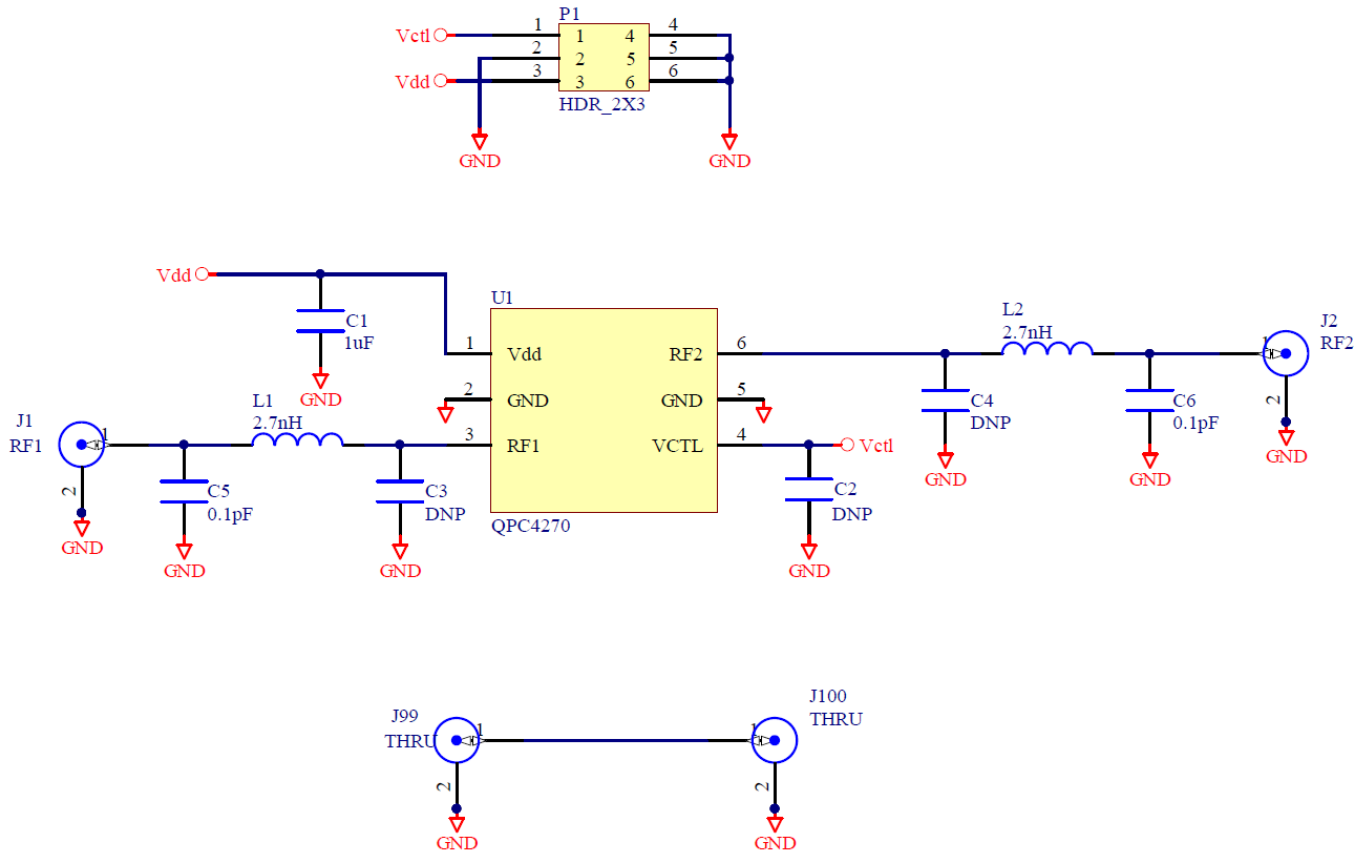 P1
Vctl
1
1
4
4
2
2
5
5
Vdd
3
3
6
6
HDR_2X3
GND
GND
Vdd
C1
1uF
GND
U1
1
Vdd
RF2
6
2
GND
GND
5
3
RF1
VCTL
4
QPC4270
Vctl
C2
DNP
GND
J1
RF1
1
2
GND
L1
2.7nH
C5
0.1pF
GND
C3
DNP
GND
L2
2.7nH
C4
DNP
GND
C6
0.1pF
GND
J2
RF2
1
2
GND
J99
THRU
1
2
GND
J100
THRU
1
2
GND